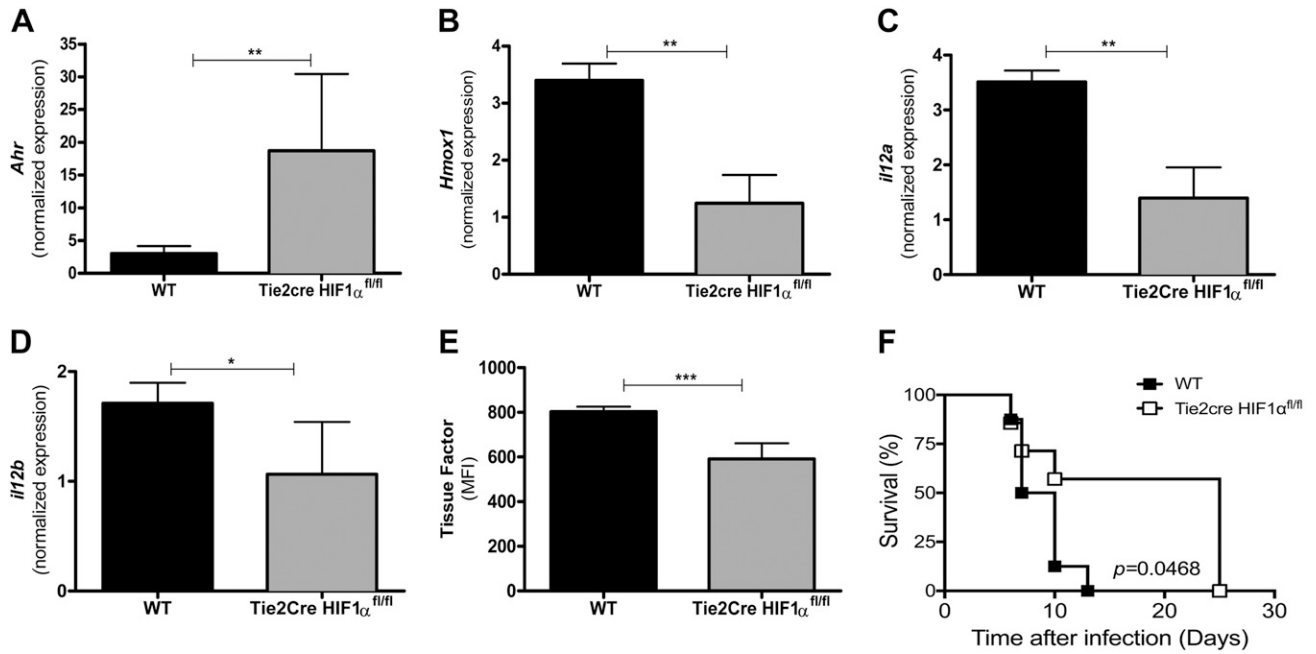 A
35
30
25
20
15
10
5
0
Ahr
(normalized expression)
**
WT
Tie2cre HIF1α^fl/fl
B
4
3
2
1
0
Hmox1
(normalized expression)
**
WT
Tie2cre HIF1α^fl/fl
C
4
3
2
1
0
il12a
(normalized expression)
**
WT
Tie2cre HIF1α^fl/fl
D
2
1
0
il12b
(normalized expression)
*
WT
Tie2Cre HIF1α^fl/fl
E
1000
800
600
400
200
0
Tissue Factor
(MFI)
***
WT
Tie2Cre HIF1α^fl/fl
F
WT
Tie2cre HIF1α^fl/fl
100
75
50
25
0
Survival (%)
p=0.0468
0 10 20 30
Time after infection (Days)